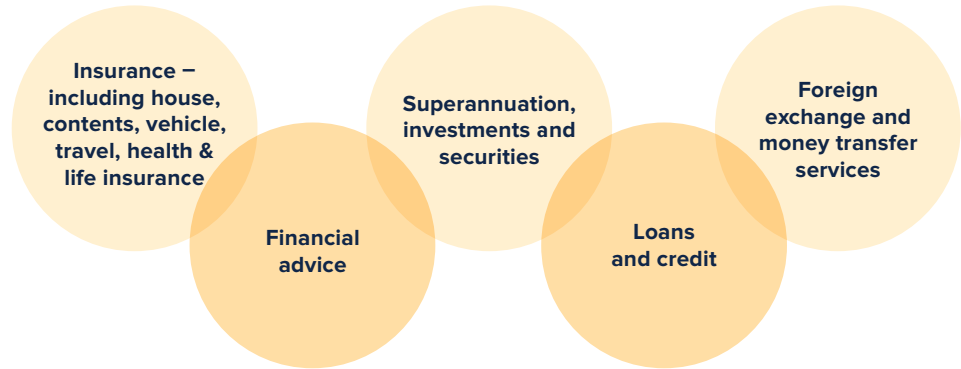 Insurance –
including house,
contents, vehicle,
travel, health &
life insurance
Financial
advice
Superannuation,
investments and
securities
Loans
and credit
Foreign
exchange and
money transfer
services